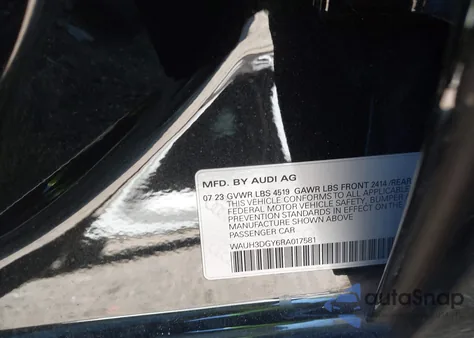 MFD. BY AUDI AG
07.23 GVWR LBS 4519 GAWR LBS FRONT 2414 /REAR
THIS VEHICLE CONFORMS TO ALL APPLICABLE
FEDERAL MOTOR VEHICLE SAFETY, BUMPER
PREVENTION STANDARDS IN EFFECT ON THE
MANUFACTURE SHOWN ABOVE
PASSENGER CAR
WAUH3DGY6RA017581
autoSnap